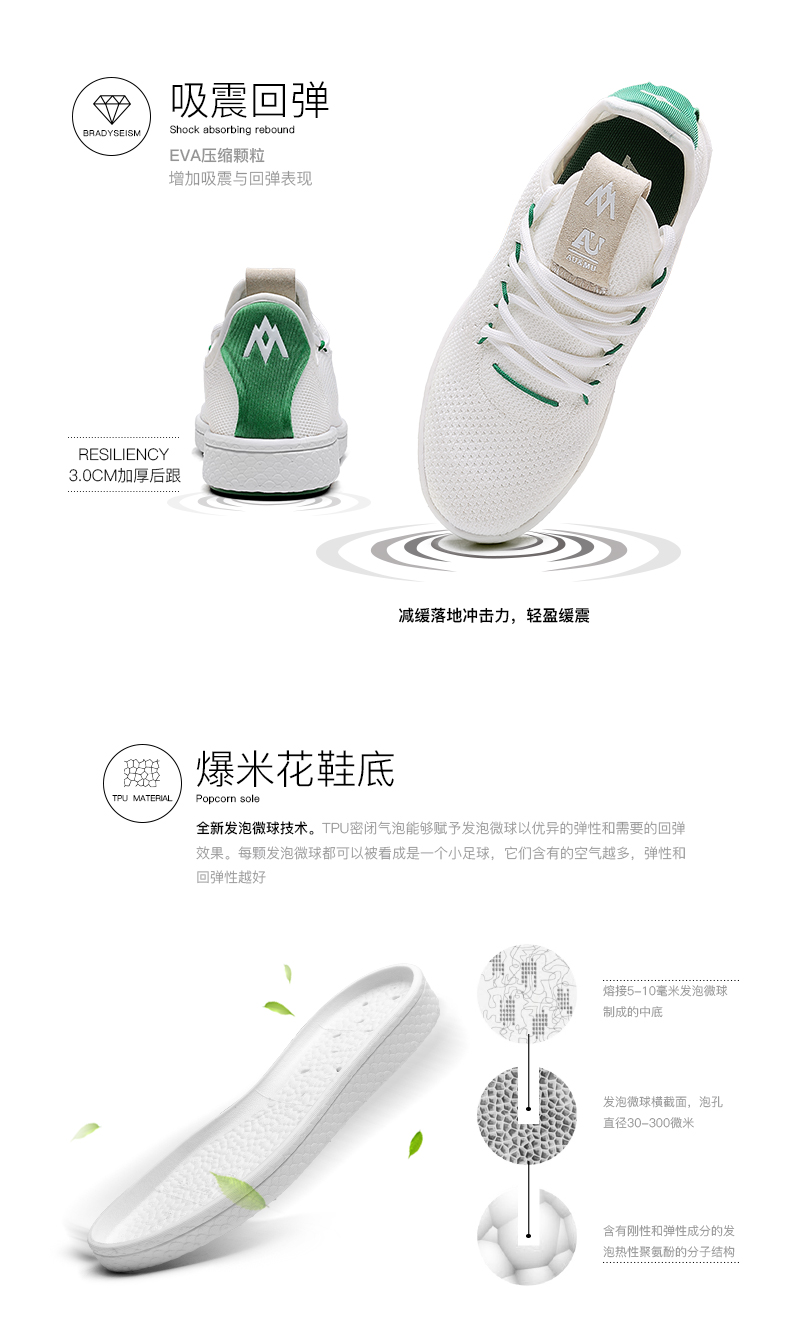 BRADYSEISM
吸震回弹
Shock absorbing rebound
EVA压缩颗粒
增加吸震与回弹表现
AU
AUAMU
RESILIENCY
3.0CM加厚后跟
减缓落地冲击力，轻盈缓震
TPU MATERIAL
爆米花鞋底
Popcorn sole
全新发泡微球技术。TPU密闭气泡能够赋予发泡微球以优异的弹性和需要的回弹
效果。每颗发泡微球都可以被看成是一个小足球，它们含有的空气越多，弹性和
回弹性越好
熔接5-10毫米发泡微球
制成的中底
发泡微球横截面，泡孔
直径30-300微米
含有刚性和弹性成分的发
泡热性聚氨酚的分子结构